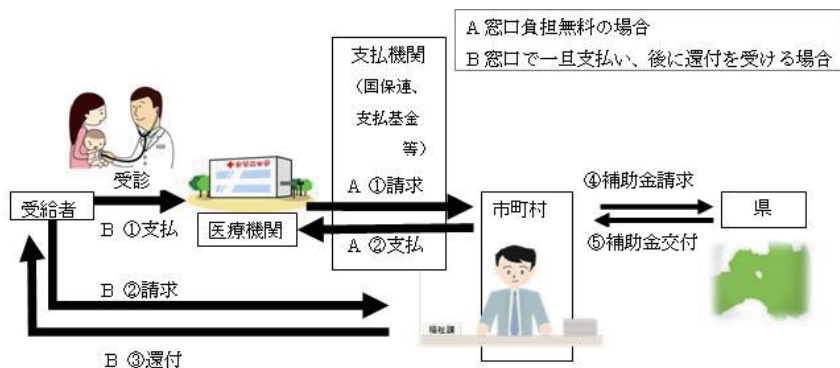 A 窓口負担無料の場合
B 窓口で一旦支払い、後に還付を受ける場合
支払機関
(国保連、
支払基金
等)
受診
受給者
B ①支払
医療機関
A ①請求
A ②支払
市町村
④補助金請求
⑤補助金交付
県
B ②請求
B ③還付
福祉課